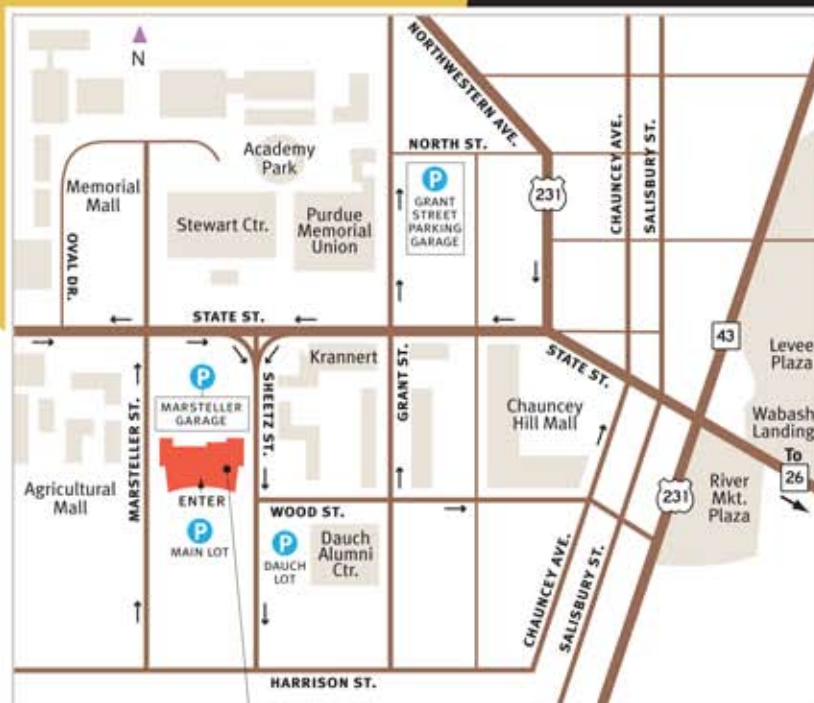 N
NORTHWESTERN AVE.
CHAUNCEY AVE.
SALISBURY ST.
Academy
Park
NORTH ST.
Memorial
Mall
P
GRANT
STREET
PARKING
GARAGE
231
Stewart Ctr.
Purdue
Memorial
Union
OVAL DR.
STATE ST.
43
Levee
Plaza
Krannert
STATE ST.
P
MARSTELLER
GARAGE
MARSTELLER ST.
SHEETZ ST.
GRANT ST.
Chauncey
Hill Mall
Wabash
Landing
To
26
Agricultural
Mall
ENTER
P
MAIN LOT
WOOD ST.
P
DAUCH
LOT
Dauch
Alumni
Ctr.
231
River
Mkt.
Plaza
CHAUNCEY AVE.
SALISBURY ST.
HARRISON ST.